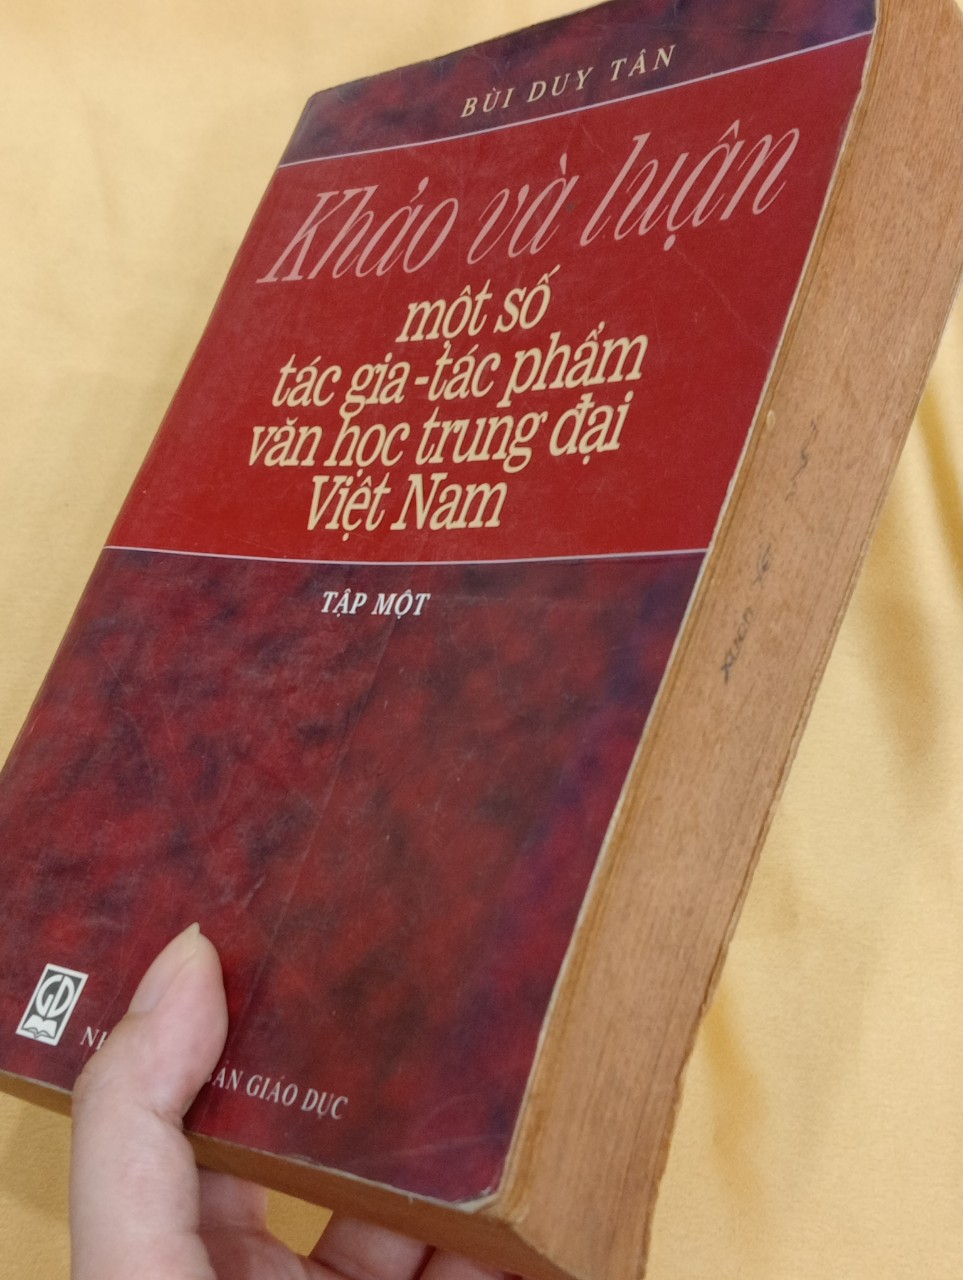 BÙI DUY TÂN
Khảo và luận
một số
tác gia - tác phẩm
văn học trung đại
Việt Nam
TẬP MỘT
GD
BẢN GIÁO DỤC